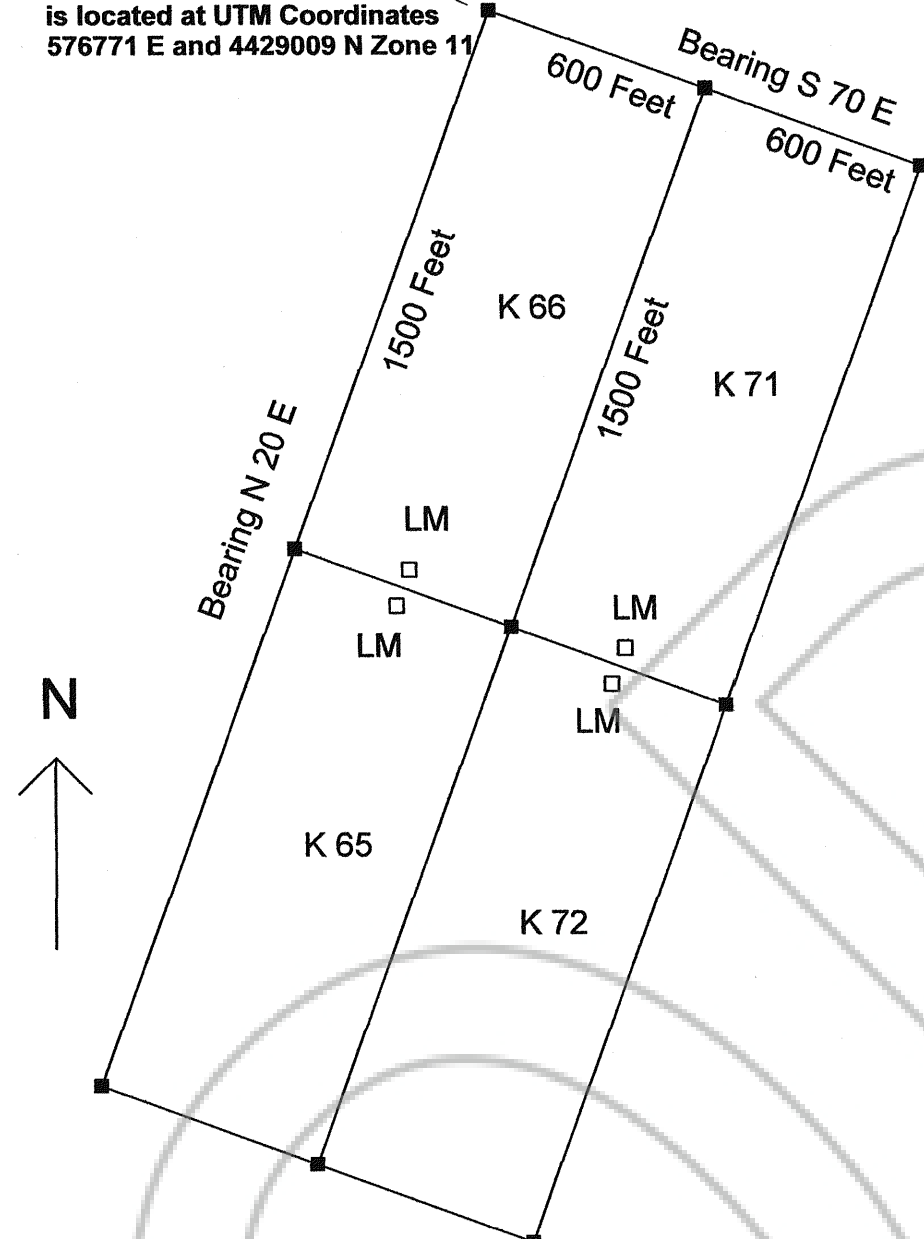 is located at UTM Coordinates
576771 E and 4429009 N Zone 11
Bearing S 70 E
600 Feet
600 Feet
1500 Feet
K 66
1500 Feet
K 71
Bearing N 20 E
LM
LM
LM
LM
N
K 65
K 72